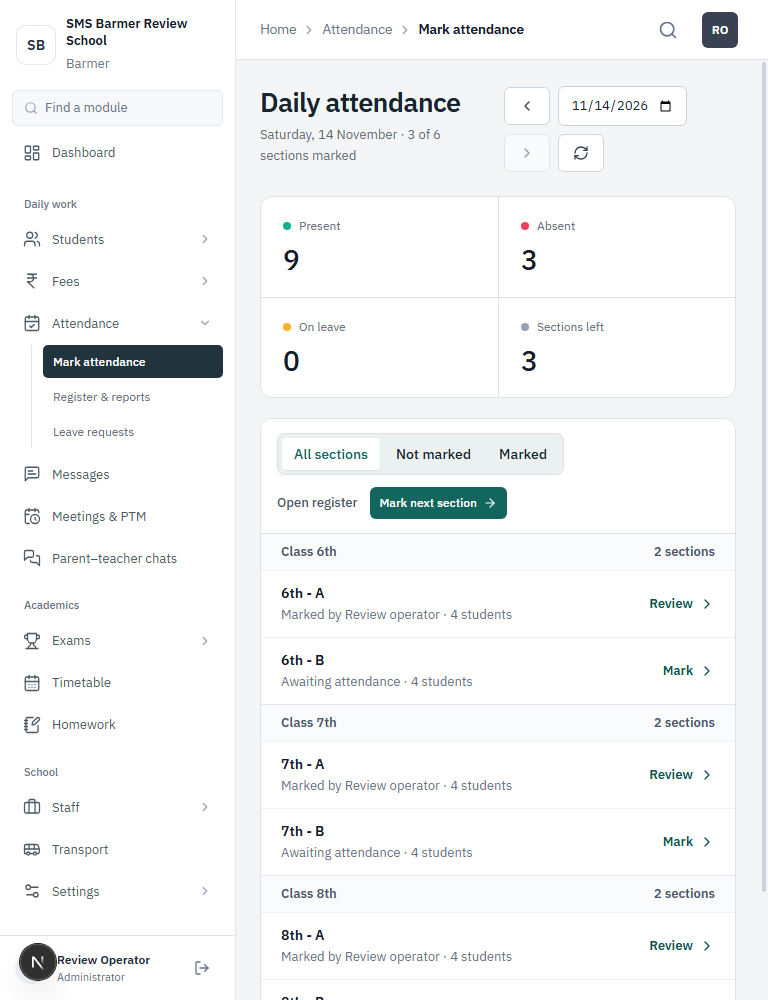 SB
SMS Barmer Review
School
Barmer
Find a module
Dashboard
Daily work
Students
Fees
Attendance
Mark attendance
Register & reports
Leave requests
Messages
Meetings & PTM
Parent–teacher chats
Academics
Exams
Timetable
Homework
School
Staff
Transport
Settings
N
Review Operator
Administrator
Home
Attendance
Mark attendance
RO
Daily attendance
Saturday, 14 November · 3 of 6
sections marked
11/14/2026
Present
9
Absent
3
On leave
0
Sections left
3
All sections
Not marked
Marked
Open register
Mark next section
Class 6th
2 sections
6th - A
Marked by Review operator · 4 students
Review
6th - B
Awaiting attendance · 4 students
Mark
Class 7th
2 sections
7th - A
Marked by Review operator · 4 students
Review
7th - B
Awaiting attendance · 4 students
Mark
Class 8th
2 sections
8th - A
Marked by Review operator · 4 students
Review